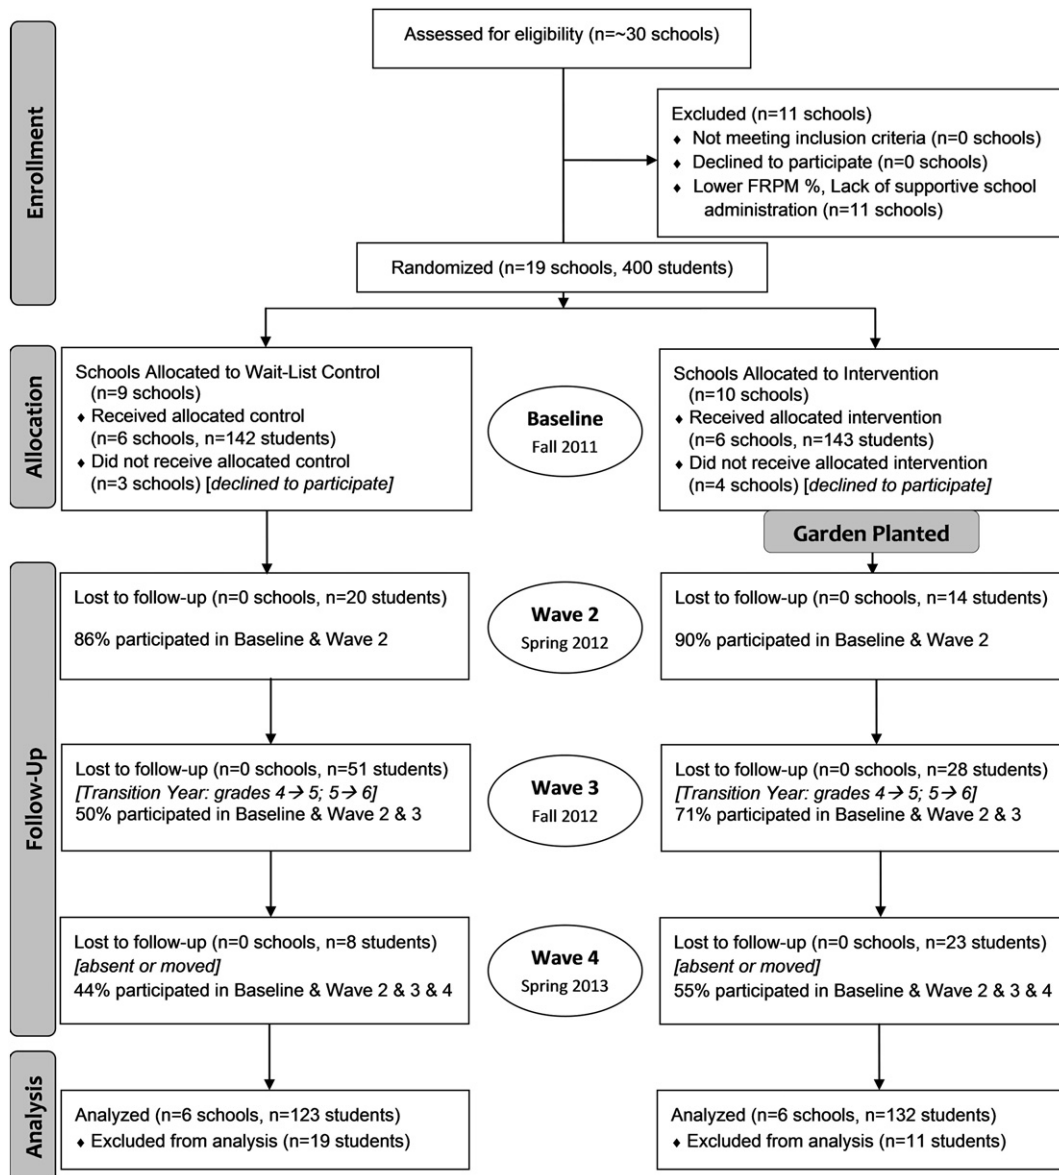 Enrollment
Assessed for eligibility (n=~30 schools)
Excluded (n=11 schools)
♦ Not meeting inclusion criteria (n=0 schools)
♦ Declined to participate (n=0 schools)
♦ Lower FRPM %, Lack of supportive school
administration (n=11 schools)
Randomized (n=19 schools, 400 students)
Allocation
Schools Allocated to Wait-List Control
(n=9 schools)
♦ Received allocated control
(n=6 schools, n=142 students)
♦ Did not receive allocated control
(n=3 schools) [declined to participate]
Baseline
Fall 2011
Schools Allocated to Intervention
(n=10 schools)
♦ Received allocated intervention
(n=6 schools, n=143 students)
♦ Did not receive allocated intervention
(n=4 schools) [declined to participate]
Garden Planted
Follow-Up
Lost to follow-up (n=0 schools, n=20 students)
86% participated in Baseline & Wave 2
Wave 2
Spring 2012
Lost to follow-up (n=0 schools, n=14 students)
90% participated in Baseline & Wave 2
Lost to follow-up (n=0 schools, n=51 students)
[Transition Year: grades 4→ 5; 5→ 6]
50% participated in Baseline & Wave 2 & 3
Wave 3
Fall 2012
Lost to follow-up (n=0 schools, n=28 students)
[Transition Year: grades 4→ 5; 5→ 6]
71% participated in Baseline & Wave 2 & 3
Lost to follow-up (n=0 schools, n=8 students)
[absent or moved]
44% participated in Baseline & Wave 2 & 3 & 4
Wave 4
Spring 2013
Lost to follow-up (n=0 schools, n=23 students)
[absent or moved]
55% participated in Baseline & Wave 2 & 3 & 4
Analysis
Analyzed (n=6 schools, n=123 students)
♦ Excluded from analysis (n=19 students)
Analyzed (n=6 schools, n=132 students)
♦ Excluded from analysis (n=11 students)